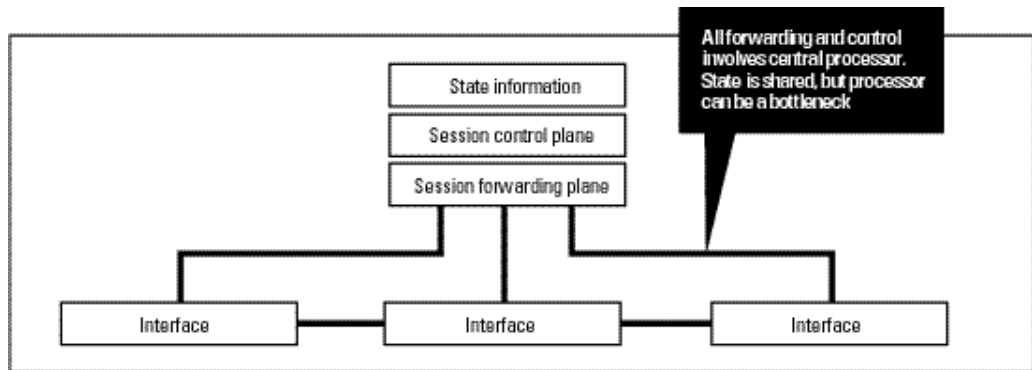 All forwarding and control
involves central processor.
State is shared, but processor
can be a bottleneck
State information
Session control plane
Session forwarding plane
Interface
Interface
Interface